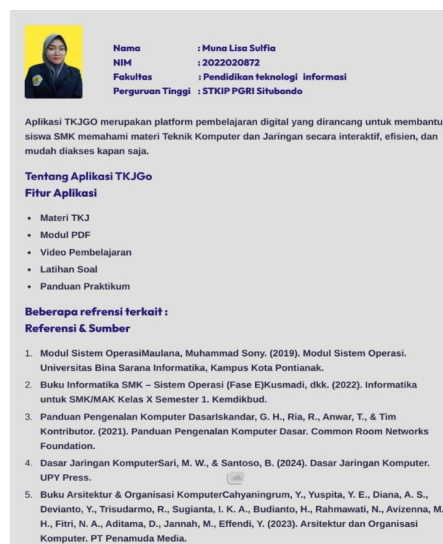 Nama : Muna Lisa Sulfia
NIM : 2022020872
Fakultas : Pendidikan teknologi informasi
Perguruan Tinggi : STKIP PGRI Situbondo
Aplikasi TKJGO merupakan platform pembelajaran digital yang dirancang untuk membantu
siswa SMK memahami materi Teknik Komputer dan Jaringan secara interaktif, efisien, dan
mudah diakses kapan saja.
Tentang Aplikasi TKJGo
Fitur Aplikasi
• Materi TKJ
• Modul PDF
• Video Pembelajaran
• Latihan Soal
• Panduan Praktikum
Beberapa refrensi terkait :
Referensi & Sumber
1. Modul Sistem OperasiMaulana, Muhammad Sony. (2019). Modul Sistem Operasi.
Universitas Bina Sarana Informatika, Kampus Kota Pontianak.
2. Buku Informatika SMK – Sistem Operasi (Fase E)Kusmadi, dkk. (2022). Informatika
untuk SMK/MAK Kelas X Semester 1. Kemdikbud.
3. Panduan Pengenalan Komputer DasarIskandar, G. H., Ria, R., Anwar, T., & Tim
Kontributor. (2021). Panduan Pengenalan Komputer Dasar. Common Room Networks
Foundation.
4. Dasar Jaringan KomputerSari, M. W., & Santoso, B. (2024). Dasar Jaringan Komputer.
UPY Press.
5. Buku Arsitektur & Organisasi KomputerCahyaningrum, Y., Yuspita, Y. E., Diana, A. S.,
Devianto, Y., Trisudarmo, R., Sugianta, I. K. A., Budianto, H., Rahmawati, N., Avizenna, M.
H., Fitri, N. A., Aditama, D., Jannah, M., Effendi, Y. (2023). Arsitektur dan Organisasi
Komputer. PT Penamuda Media.